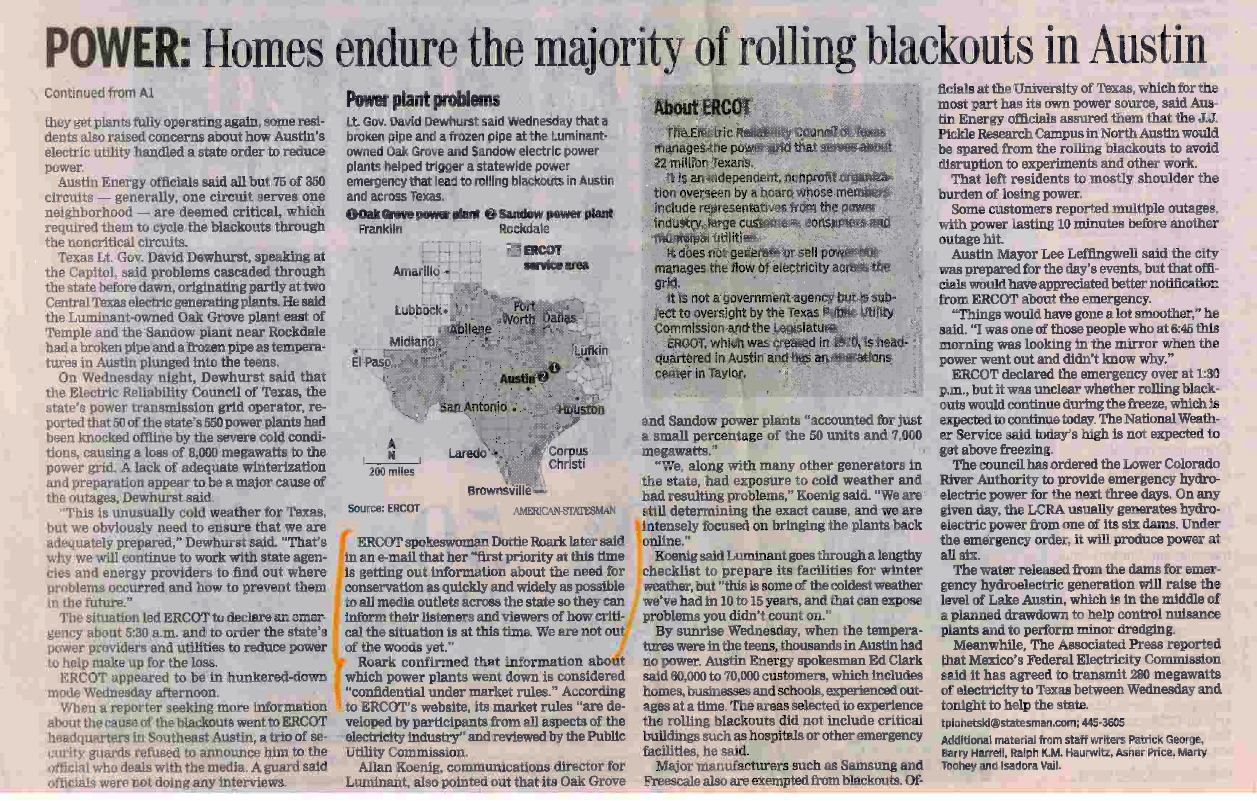 POWER: Homes endure the majority of rolling blackouts in Austin
Continued from A1
they get plants fully operating again, some resi-
dents also raised concerns about how Austin's
electric utility handled a state order to reduce
power.
Austin Energy officials said all but 75 of 350
circuits — generally, one circuit serves one
neighborhood — are deemed critical, which
required them to cycle the blackouts through
the noncritical circuits.
Texas Lt. Gov. David Dewhurst, speaking at
the Capitol, said problems cascaded through
the state before dawn, originating partly at two
Central Texas electric generating plants. He said
the Luminant-owned Oak Grove plant east of
Temple and the Sandow plant near Rockdale
had a broken pipe and a frozen pipe as tempera-
tures in Austin plunged into the teens.
On Wednesday night, Dewhurst said that
the Electric Reliability Council of Texas, the
state's power transmission grid operator, re-
ported that 50 of the state's 550 power plants had
been knocked offline by the severe cold condi-
tions, causing a loss of 8,000 megawatts to the
power grid. A lack of adequate winterization
and preparation appear to be a major cause of
the outages, Dewhurst said.
"This is unusually cold weather for Texas,
but we obviously need to ensure that we are
adequately prepared," Dewhurst said. "That's
why we will continue to work with state agen-
cies and energy providers to find out where
problems occurred and how to prevent them
in the future."
The situation led ERCOT to declare an emer-
gency about 5:30 a.m. and to order the state's
power providers and utilities to reduce power
to help make up for the loss.
ERCOT appeared to be in hunkered-down
mode Wednesday afternoon.
When a reporter seeking more information
about the cause of the blackouts went to ERCOT
headquarters in Southeast Austin, a trio of se-
curity guards refused to announce him to the
official who deals with the media. A guard said
officials were not doing any interviews.
Power plant problems
Lt. Gov. David Dewhurst said Wednesday that a
broken pipe and a frozen pipe at the Luminant-
owned Oak Grove and Sandow electric power
plants helped trigger a statewide power
emergency that lead to rolling blackouts in Austin
and across Texas.
1 Oak Grove power plant 2 Sandow power plant
Franklin Rockdale
ERCOT
service area
Amarillo
Lubbock
Fort
Worth Dallas
Abilene
Midland
El Paso
Lufkin
Austin 2 1
San Antonio
Houston
Laredo
Corpus
Christi
Brownsville
N
200 miles
Source: ERCOT AMERICAN-STATESMAN
ERCOT spokeswoman Dottie Roark later said
in an e-mail that her "first priority at this time
is getting out information about the need for
conservation as quickly and widely as possible
to all media outlets across the state so they can
inform their listeners and viewers of how criti-
cal the situation is at this time. We are not out
of the woods yet."
Roark confirmed that information about
which power plants went down is considered
"confidential under market rules." According
to ERCOT's website, its market rules "are de-
veloped by participants from all aspects of the
electricity industry" and reviewed by the Public
Utility Commission.
Allan Koenig, communications director for
Luminant, also pointed out that its Oak Grove
About ERCOT
The Electric Reliability Council of Texas
manages the power grid that serves about
22 million Texans.
It is an independent, nonprofit organiza-
tion overseen by a board whose members
include representatives from the power
industry, large customers, consumers and
municipal utilities.
It does not generate or sell power but
manages the flow of electricity across the
grid.
It is not a government agency but is sub-
ject to oversight by the Texas Public Utility
Commission and the Legislature.
ERCOT, which was created in 1970, is head-
quartered in Austin and has an operations
center in Taylor.
and Sandow power plants "accounted for just
a small percentage of the 50 units and 7,000
megawatts."
"We, along with many other generators in
the state, had exposure to cold weather and
had resulting problems," Koenig said. "We are
still determining the exact cause, and we are
intensely focused on bringing the plants back
online."
Koenig said Luminant goes through a lengthy
checklist to prepare its facilities for winter
weather, but "this is some of the coldest weather
we've had in 10 to 15 years, and that can expose
problems you didn't count on."
By sunrise Wednesday, when the tempera-
tures were in the teens, thousands in Austin had
no power. Austin Energy spokesman Ed Clark
said 60,000 to 70,000 customers, which includes
homes, businesses and schools, experienced out-
ages at a time. The areas selected to experience
the rolling blackouts did not include critical
buildings such as hospitals or other emergency
facilities, he said.
Major manufacturers such as Samsung and
Freescale also are exempted from blackouts. Of-
ficials at the University of Texas, which for the
most part has its own power source, said Aus-
tin Energy officials assured them that the J.J.
Pickle Research Campus in North Austin would
be spared from the rolling blackouts to avoid
disruption to experiments and other work.
That left residents to mostly shoulder the
burden of losing power.
Some customers reported multiple outages,
with power lasting 10 minutes before another
outage hit.
Austin Mayor Lee Leffingwell said the city
was prepared for the day's events, but that offi-
cials would have appreciated better notification
from ERCOT about the emergency.
"Things would have gone a lot smoother," he
said. "I was one of those people who at 6:45 this
morning was looking in the mirror when the
power went out and didn't know why."
ERCOT declared the emergency over at 1:30
p.m., but it was unclear whether rolling black-
outs would continue during the freeze, which is
expected to continue today. The National Weath-
er Service said today's high is not expected to
get above freezing.
The council has ordered the Lower Colorado
River Authority to provide emergency hydro-
electric power for the next three days. On any
given day, the LCRA usually generates hydro-
electric power from one of its six dams. Under
the emergency order, it will produce power at
all six.
The water released from the dams for emer-
gency hydroelectric generation will raise the
level of Lake Austin, which is in the middle of
a planned drawdown to help control nuisance
plants and to perform minor dredging.
Meanwhile, The Associated Press reported
that Mexico's Federal Electricity Commission
said it has agreed to transmit 280 megawatts
of electricity to Texas between Wednesday and
tonight to help the state.
tplohetski@statesman.com; 445-3605
Additional material from staff writers Patrick George,
Barry Harrell, Ralph K.M. Haurwitz, Asher Price, Marty
Toohey and Isadora Vail.